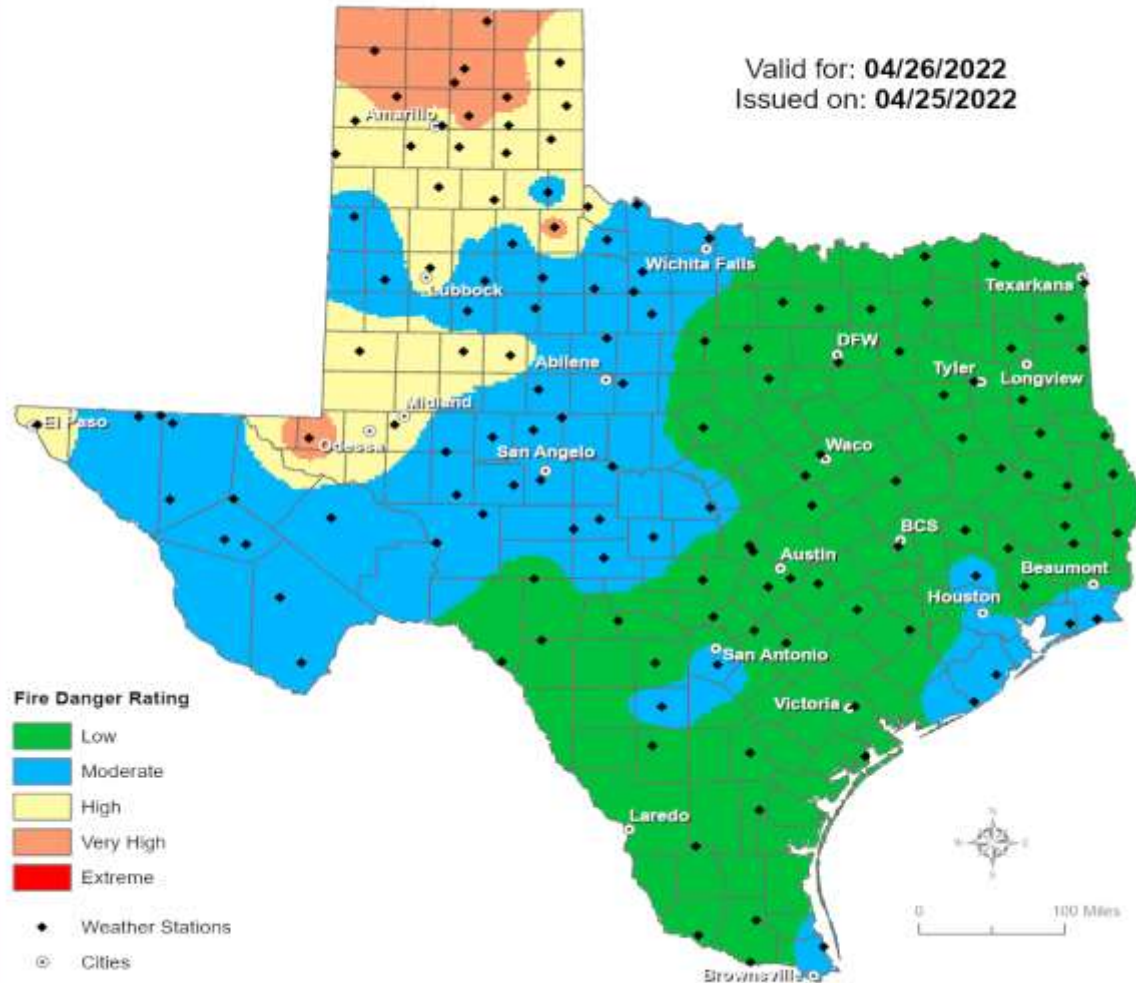 Valid for: 04/26/2022
Issued on: 04/25/2022
Amarillo
Wichita Falls
Lubbock
Texarkana
DFW
Abilene
Tyler
Longview
Midland
El Paso
Odessa
San Angelo
Waco
BCS
Austin
Beaumont
Houston
San Antonio
Victoria
Laredo
Brownsville
Fire Danger Rating
Low
Moderate
High
Very High
Extreme
Weather Stations
Cities
0 100 Miles